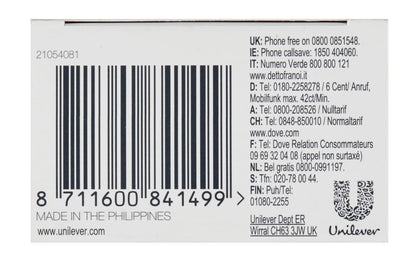 21054081
8 711600 841499
MADE IN THE PHILIPPINES
www.unilever.com
UK: Phone free on 0800 0851548.
IE: Phone callsave: 1850 404060.
IT: Numero Verde 800 800 121
www.dettofranoi.it
D: Tel: 0180-2258278 / 6 Cent/ Anruf,
Mobilfunk max. 42ct/Min.
A: Tel: 0800-208526 / Nulltarif
CH: Tel: 0848-850010 / Normaltarif
www.dove.com
F: Tel: Dove Relation Consommateurs
09 69 32 04 08 (appel non surtaxé)
NL: Bel gratis 0800-0991197.
S: Tfn: 020-78 00 44.
FIN: Puh/Tel:
01080-2255
Unilever Dept ER
Wirral CH63 3JW UK
Unilever